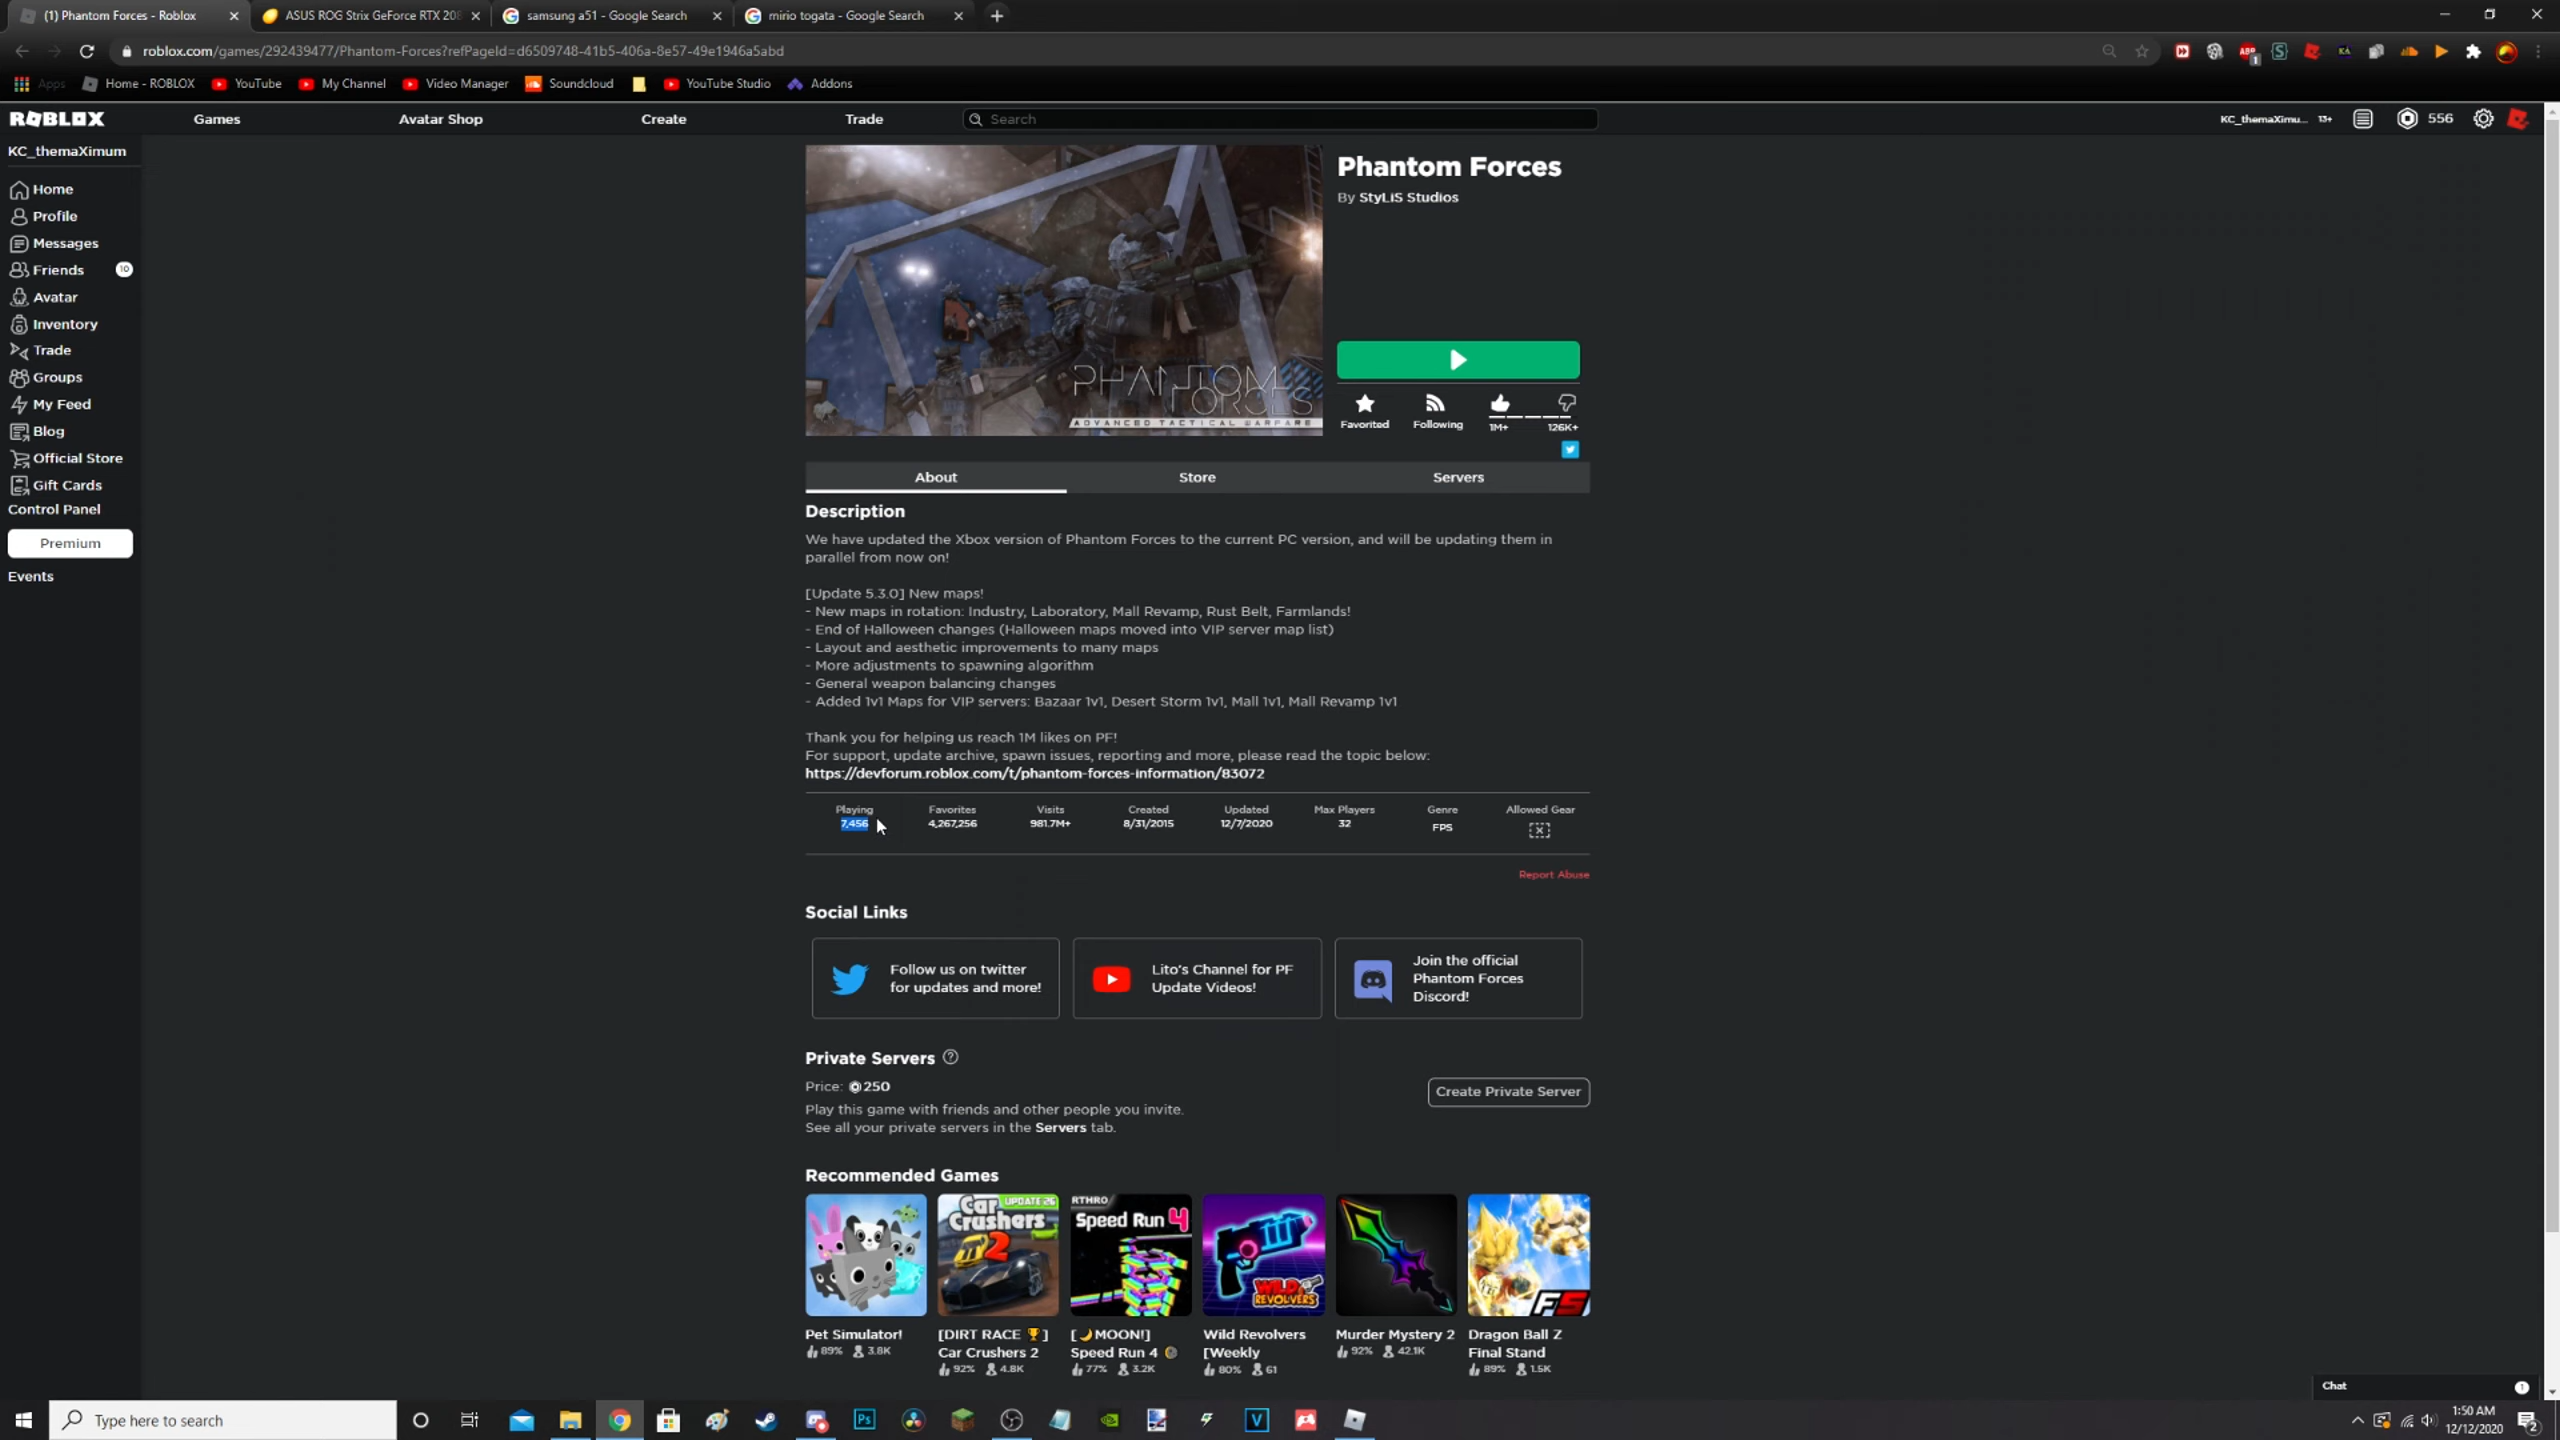 (1) Phantom Forces - Roblox
ASUS ROG Strix GeForce RTX 208
samsung a51 - Google Search
mirio togata - Google Search
roblox.com/games/292439477/Phantom-Forces?refPageId=d6509748-41b5-406a-8e57-49e1946a5abd
Apps Home - ROBLOX YouTube My Channel Video Manager Soundcloud YouTube Studio Addons
ROBLOX Games Avatar Shop Create Trade Search KC_themaXimu... 13+ 556
KC_themaXimum
Home
Profile
Messages
Friends 10
Avatar
Inventory
Trade
Groups
My Feed
Blog
Official Store
Gift Cards
Control Panel
Premium
Events
PHANTOM
FORCES
ADVANCED TACTICAL WARFARE
Phantom Forces
By StyLiS Studios
Favorited Following 1M+ 126K+
About Store Servers
Description
We have updated the Xbox version of Phantom Forces to the current PC version, and will be updating them in
parallel from now on!
[Update 5.3.0] New maps!
- New maps in rotation: Industry, Laboratory, Mall Revamp, Rust Belt, Farmlands!
- End of Halloween changes (Halloween maps moved into VIP server map list)
- Layout and aesthetic improvements to many maps
- More adjustments to spawning algorithm
- General weapon balancing changes
- Added 1v1 Maps for VIP servers: Bazaar 1v1, Desert Storm 1v1, Mall 1v1, Mall Revamp 1v1
Thank you for helping us reach 1M likes on PF!
For support, update archive, spawn issues, reporting and more, please read the topic below:
https://devforum.roblox.com/t/phantom-forces-information/83072
Playing Favorites Visits Created Updated Max Players Genre Allowed Gear
7,456 4,267,256 981.7M+ 8/31/2015 12/7/2020 32 FPS
Report Abuse
Social Links
Follow us on twitter
for updates and more!
Lito's Channel for PF
Update Videos!
Join the official
Phantom Forces
Discord!
Private Servers
Price: 250
Create Private Server
Play this game with friends and other people you invite.
See all your private servers in the Servers tab.
Recommended Games
UPDATE 26
Car
Crushers
2
RTHRO
Speed Run 4
WILD
REVOLVERS
FS
Pet Simulator!
89% 3.8K
[DIRT RACE 🏆]
Car Crushers 2
92% 4.8K
[🌙MOON!]
Speed Run 4
77% 3.2K
Wild Revolvers
[Weekly
80% 61
Murder Mystery 2
92% 42.1K
Dragon Ball Z
Final Stand
89% 1.5K
Chat 1
Type here to search
Ps
V
1:50 AM
12/12/2020
2